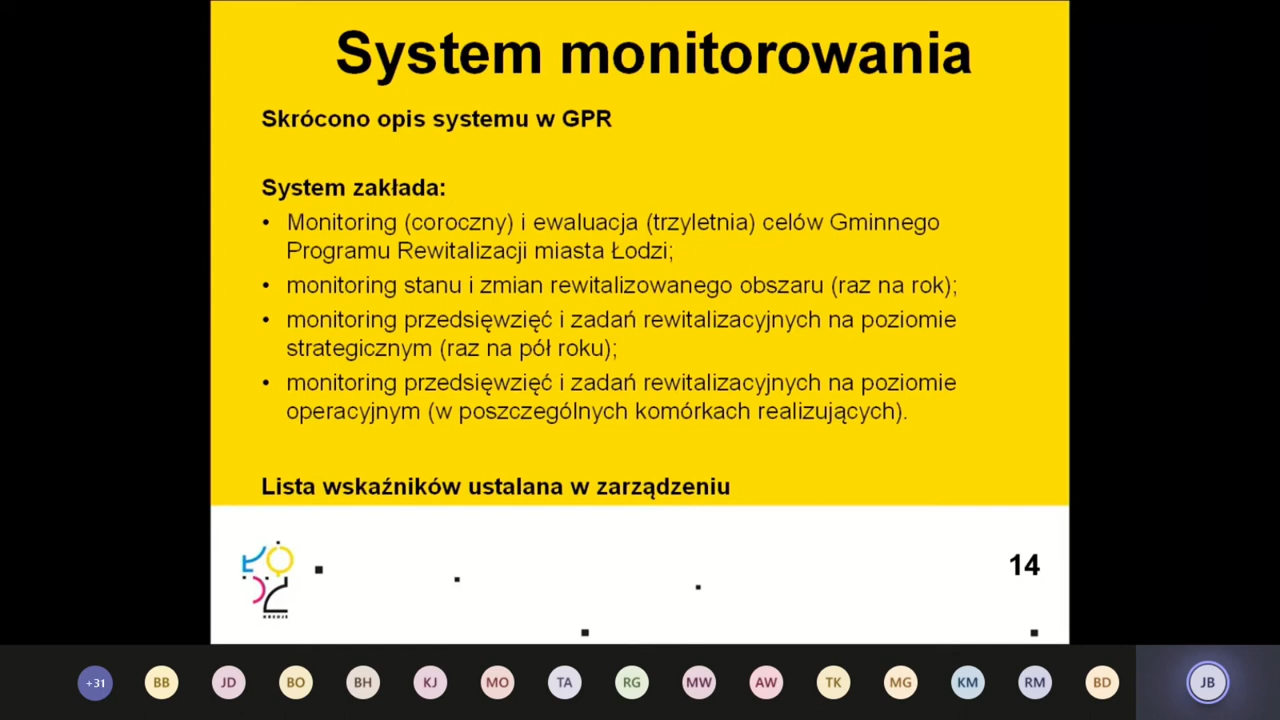 System monitorowania
Skrócono opis systemu w GPR
System zakłada:
• Monitoring (coroczny) i ewaluacja (trzyletnia) celów Gminnego
Programu Rewitalizacji miasta Łodzi;
• monitoring stanu i zmian rewitalizowanego obszaru (raz na rok);
• monitoring przedsięwzięć i zadań rewitalizacyjnych na poziomie
strategicznym (raz na pół roku);
• monitoring przedsięwzięć i zadań rewitalizacyjnych na poziomie
operacyjnym (w poszczególnych komórkach realizujących).
Lista wskaźników ustalana w zarządzeniu
14
+31 BB JD BO BH KJ MO TA RG MW AW TK MG KM RM BD JB